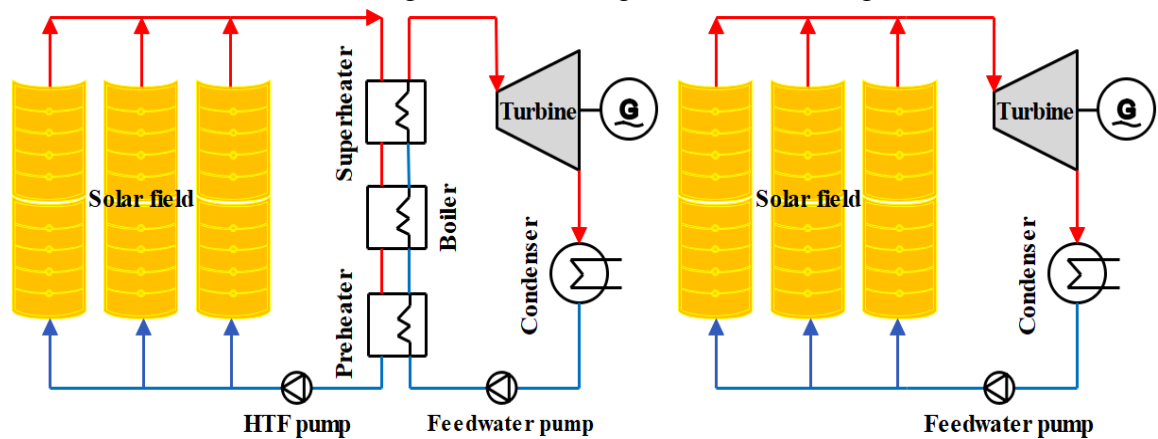 Superheater
Turbine
G
Solar field
Boiler
Condenser
Preheater
HTF pump
Feedwater pump
Turbine
G
Solar field
Condenser
Feedwater pump